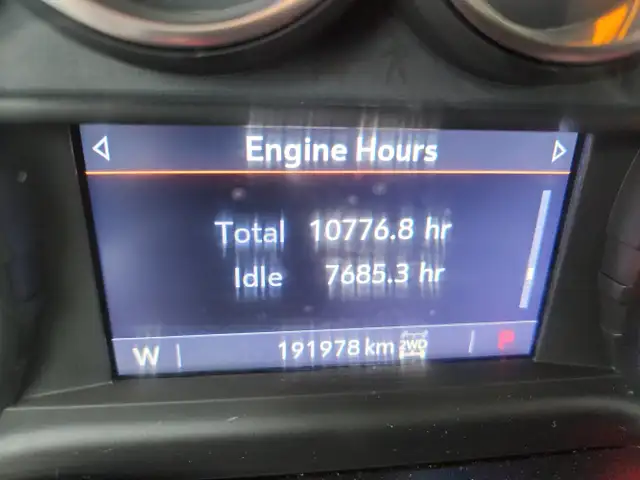 Engine Hours
Total 10776.8 hr
Idle 7685.3 hr
W 191978 km 2WD P